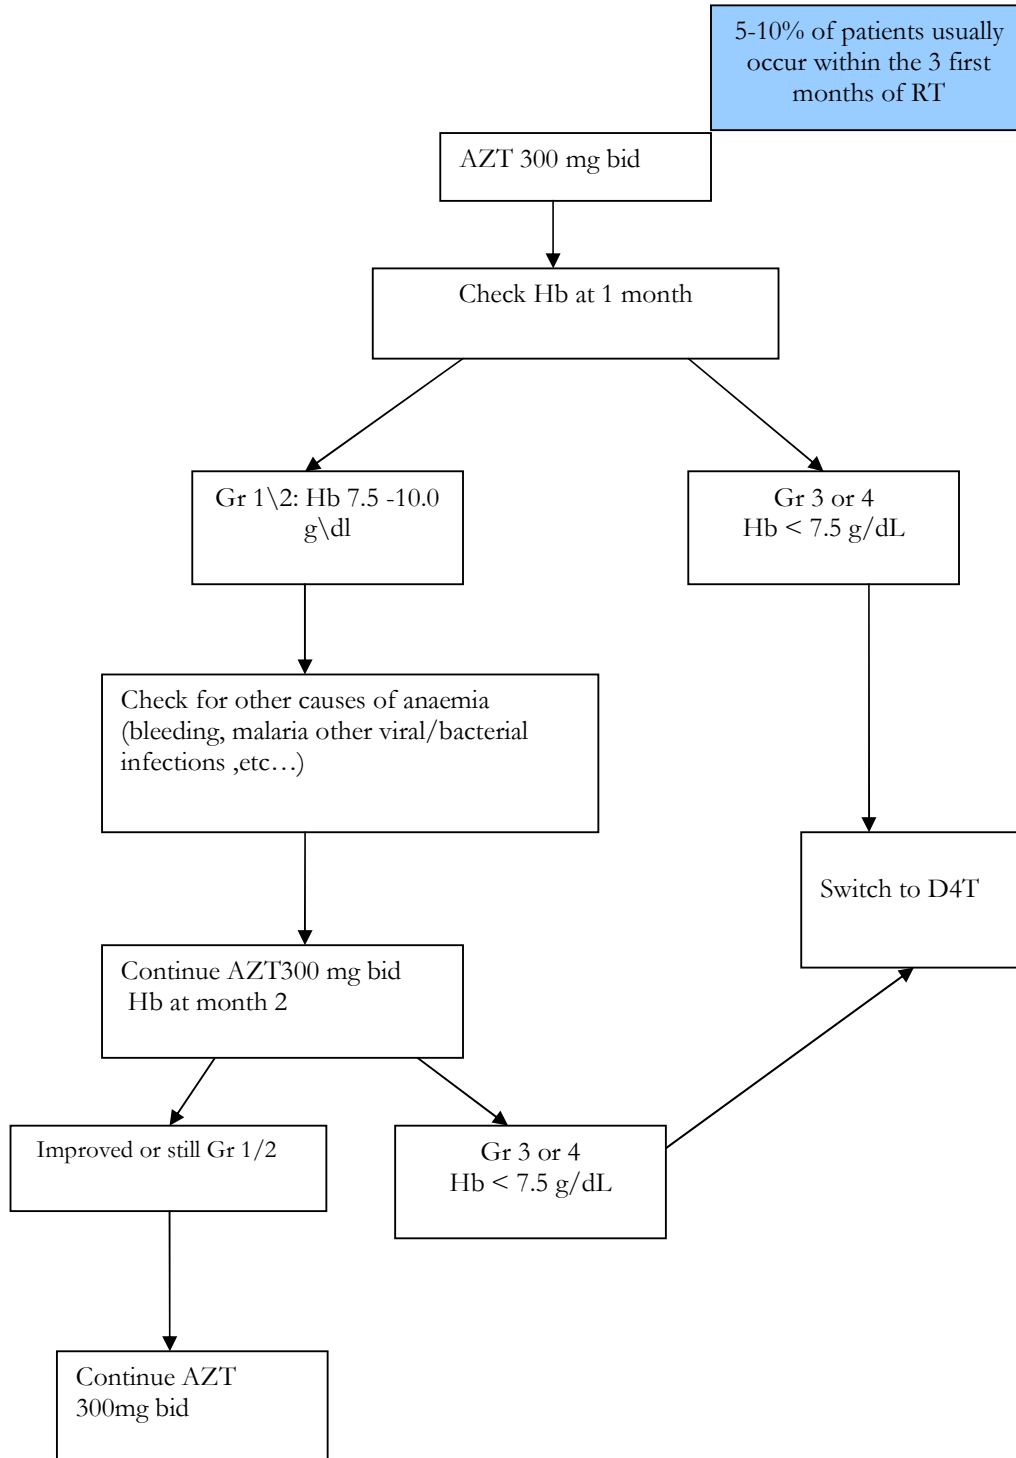 5-10% of patients usually
occur within the 3 first
months of RT
AZT 300 mg bid
Check Hb at 1 month
Gr 1\2: Hb 7.5 -10.0
g\dl
Gr 3 or 4
Hb < 7.5 g/dL
Check for other causes of anaemia
(bleeding, malaria other viral/bacterial
infections ,etc…)
Switch to D4T
Continue AZT300 mg bid
Hb at month 2
Improved or still Gr 1/2
Gr 3 or 4
Hb < 7.5 g/dL
Continue AZT
300mg bid